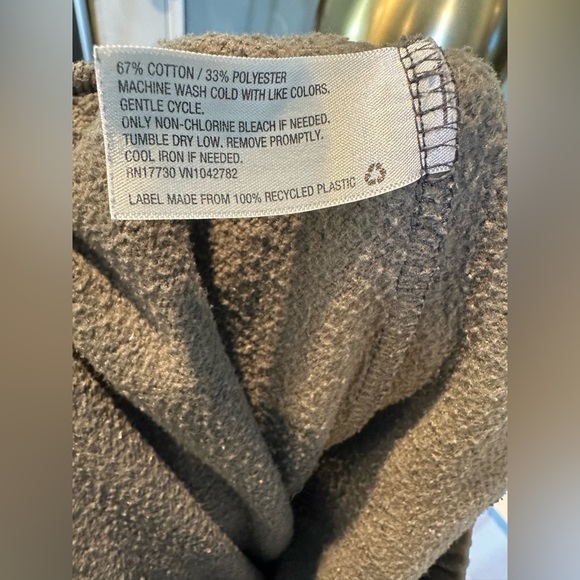 67% COTTON / 33% POLYESTER
MACHINE WASH COLD WITH LIKE COLORS.
GENTLE CYCLE.
ONLY NON-CHLORINE BLEACH IF NEEDED.
TUMBLE DRY LOW. REMOVE PROMPTLY.
COOL IRON IF NEEDED.
RN17730 VN1042782
LABEL MADE FROM 100% RECYCLED PLASTIC